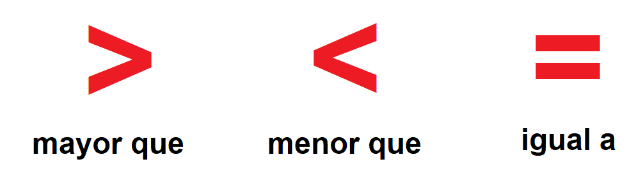 > < =
mayor que menor que igual a